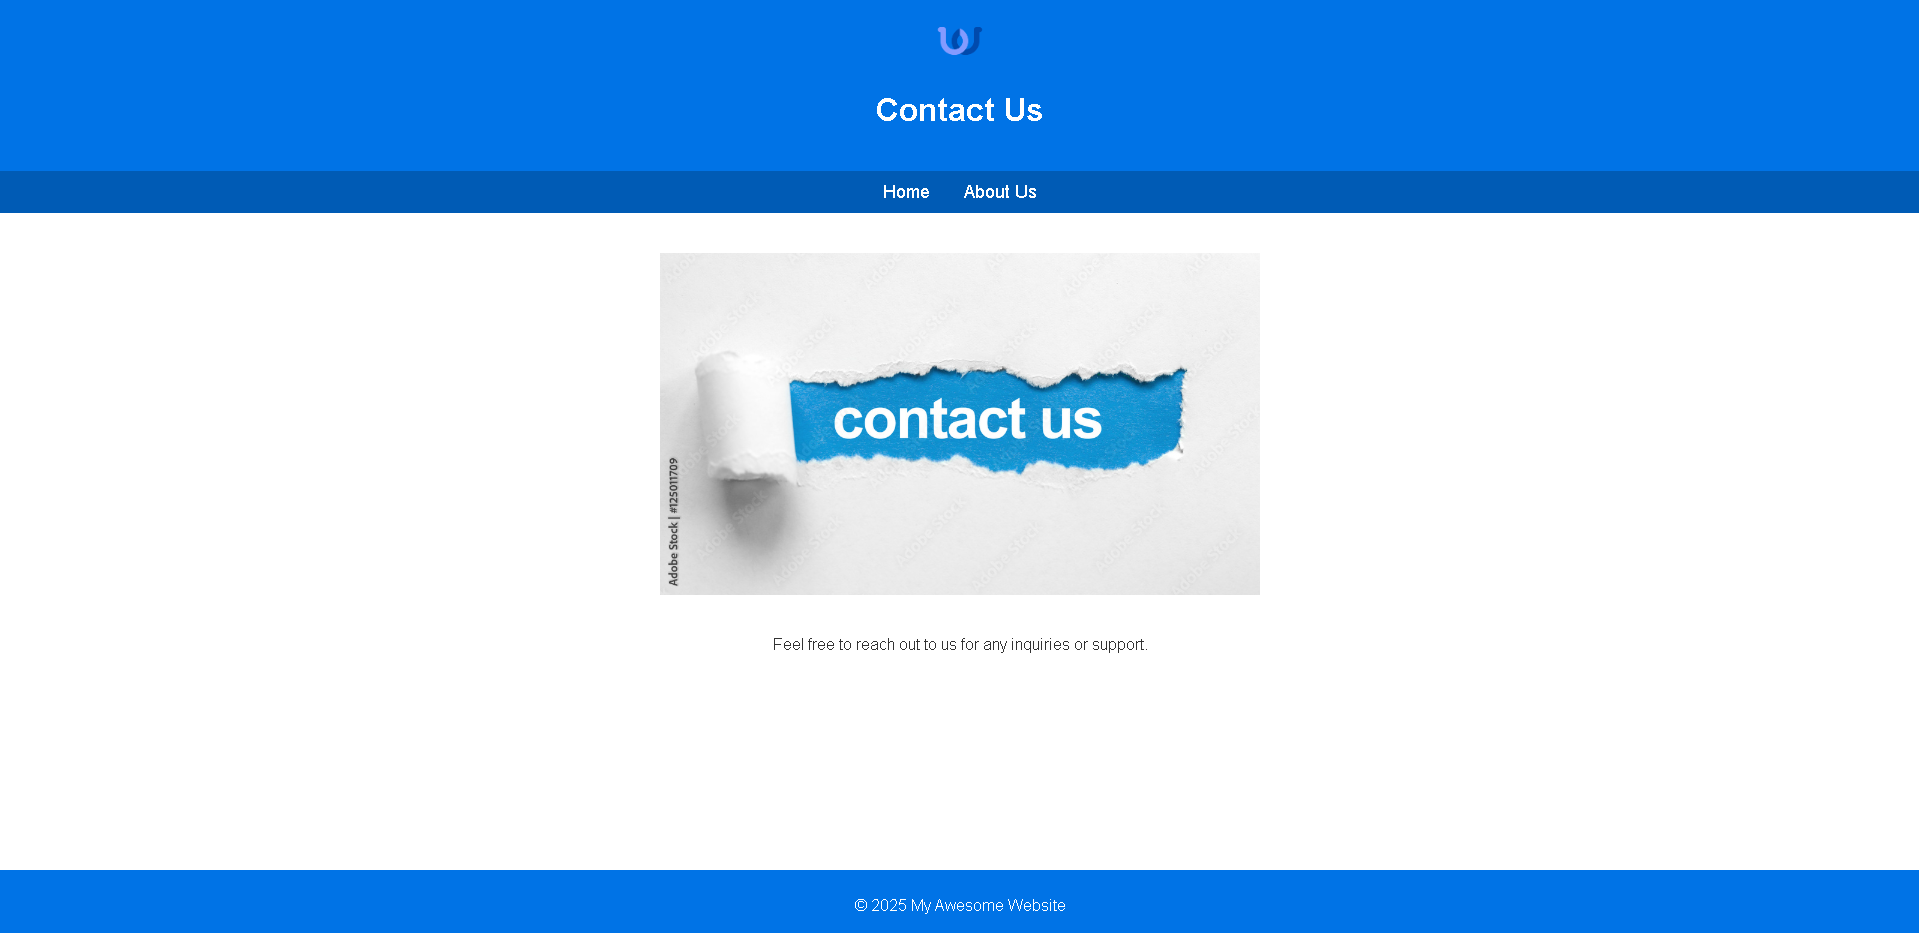 Contact Us
Home
About Us
contact us
Adobe Stock | #125011709
Feel free to reach out to us for any inquiries or support.
© 2025 My Awesome Website